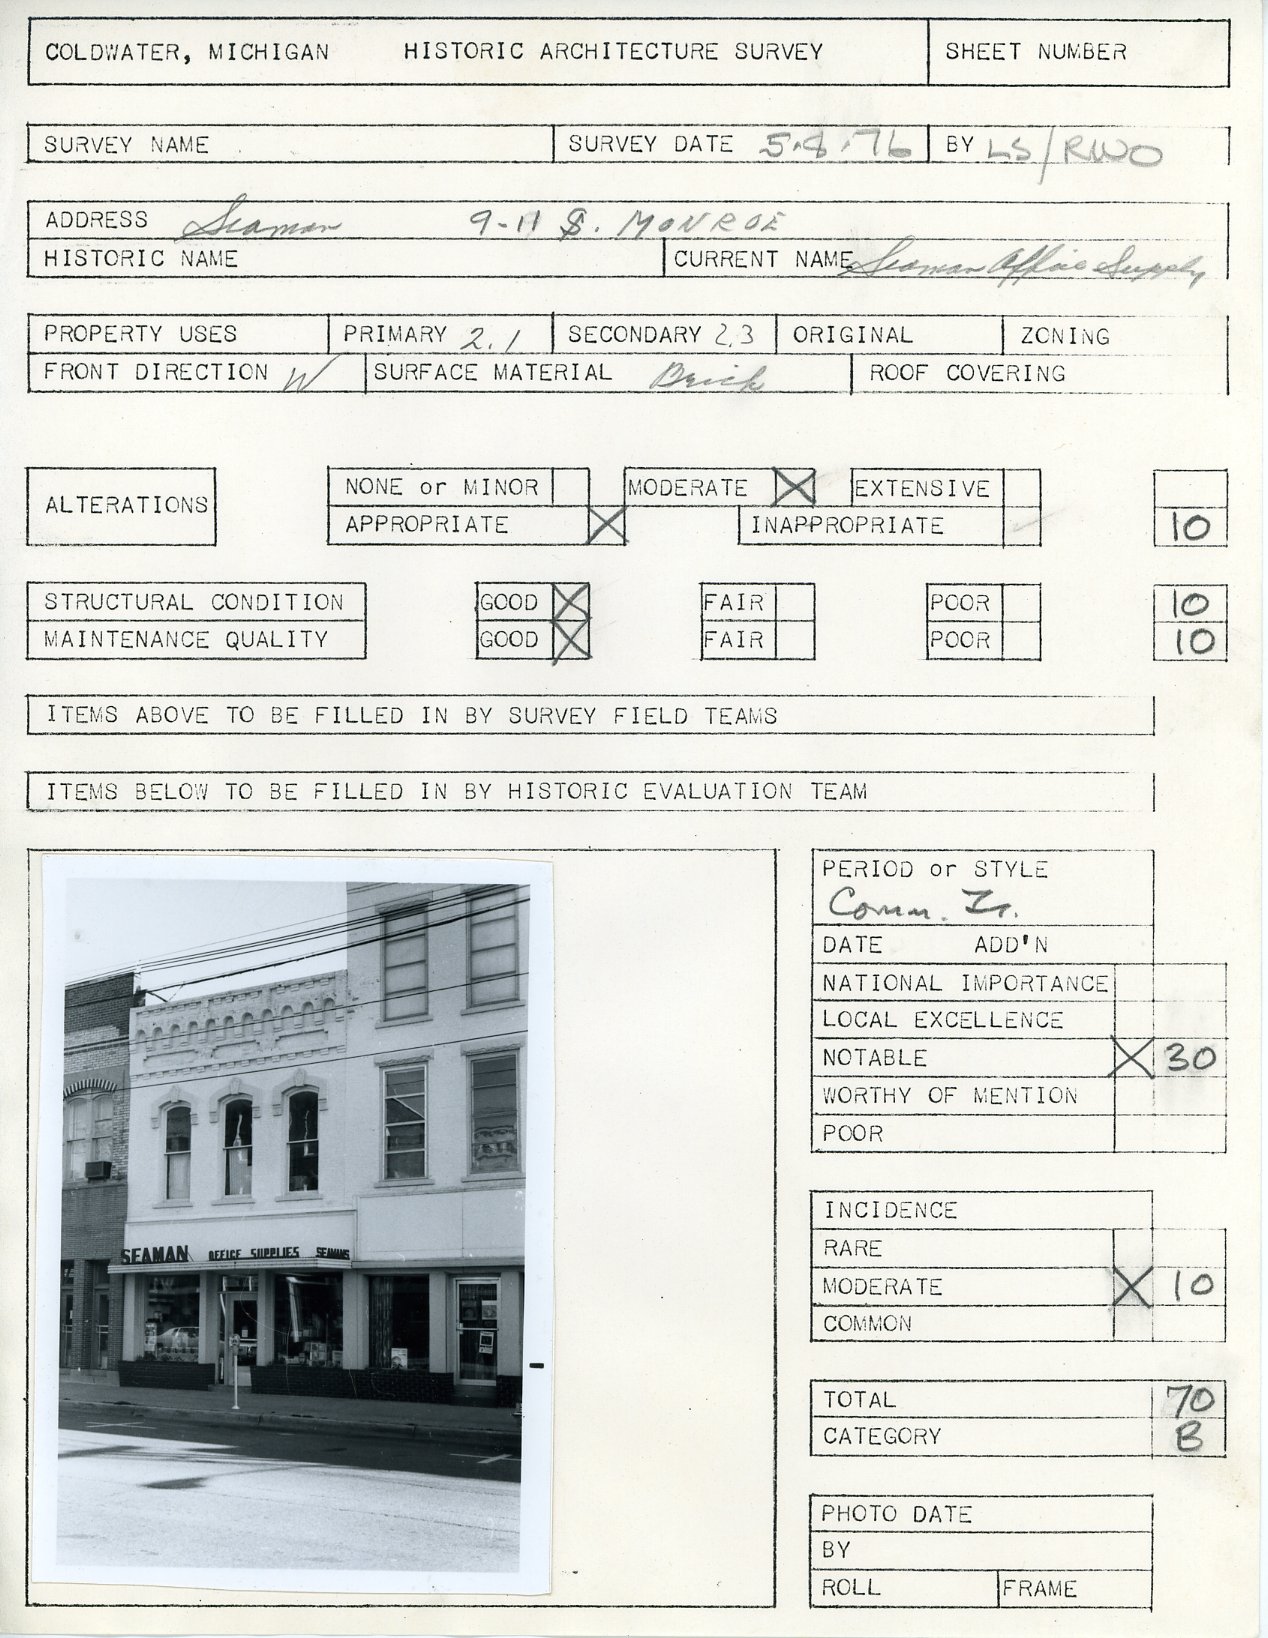 COLDWATER, MICHIGAN HISTORIC ARCHITECTURE SURVEY SHEET NUMBER
SURVEY NAME SURVEY DATE 5.8.76 BY LS/RWO
ADDRESS Seaman 9-11 S. MONROE
HISTORIC NAME CURRENT NAME Seaman Office Supply
PROPERTY USES PRIMARY 2.1 SECONDARY 2.3 ORIGINAL ZONING
FRONT DIRECTION W SURFACE MATERIAL Brick ROOF COVERING
ALTERATIONS NONE or MINOR MODERATE X EXTENSIVE
APPROPRIATE X INAPPROPRIATE 10
STRUCTURAL CONDITION GOOD X FAIR POOR 10
MAINTENANCE QUALITY GOOD X FAIR POOR 10
ITEMS ABOVE TO BE FILLED IN BY SURVEY FIELD TEAMS
ITEMS BELOW TO BE FILLED IN BY HISTORIC EVALUATION TEAM
SEAMAN OFFICE SUPPLIES SEAMANS
PERIOD or STYLE
Comm. It.
DATE ADD'N
NATIONAL IMPORTANCE
LOCAL EXCELLENCE
NOTABLE X 30
WORTHY OF MENTION
POOR
INCIDENCE
RARE
MODERATE X 10
COMMON
TOTAL 70
CATEGORY B
PHOTO DATE
BY
ROLL FRAME